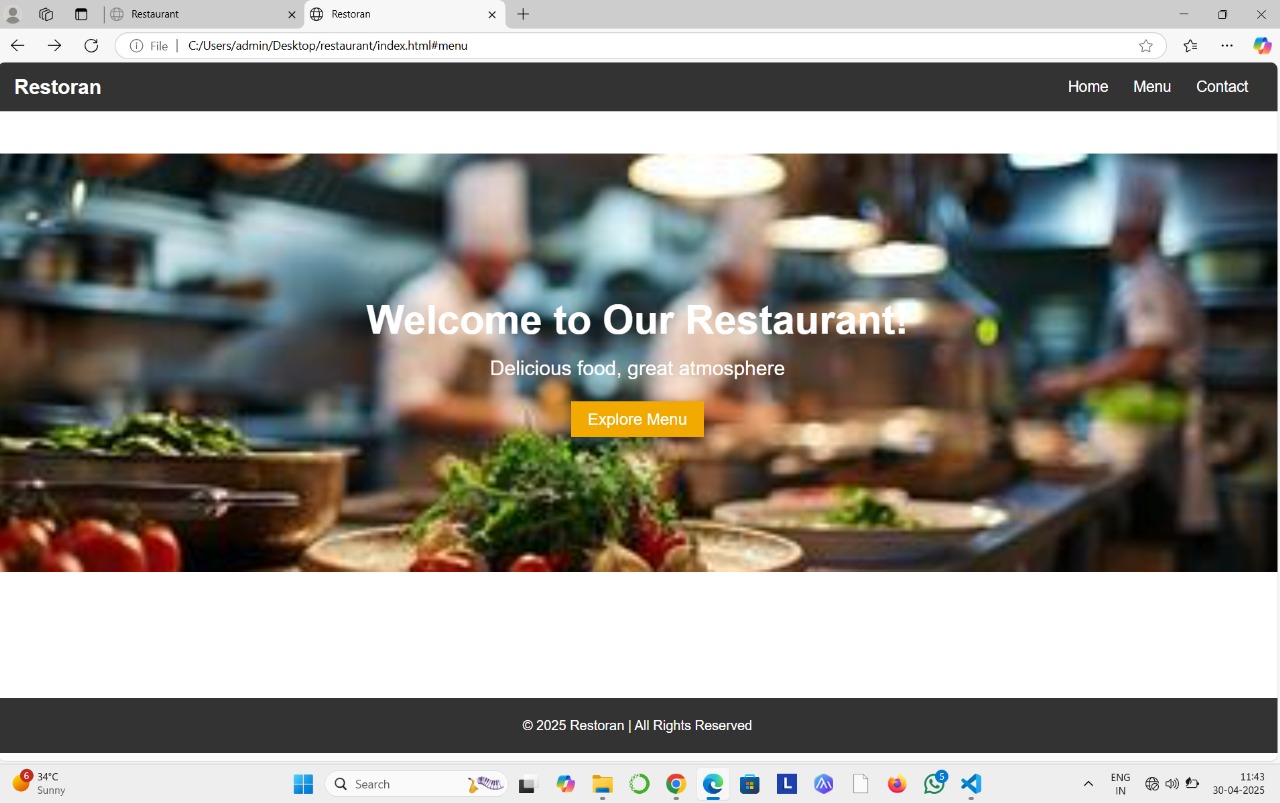 Restaurant
Restoran
File
C:/Users/admin/Desktop/restaurant/index.html#menu
Restoran
Home Menu Contact
Welcome to Our Restaurant!
Delicious food, great atmosphere
Explore Menu
© 2025 Restoran | All Rights Reserved
6
34°C
Sunny
Search
L
5
ENG
IN
11:43
30-04-2025